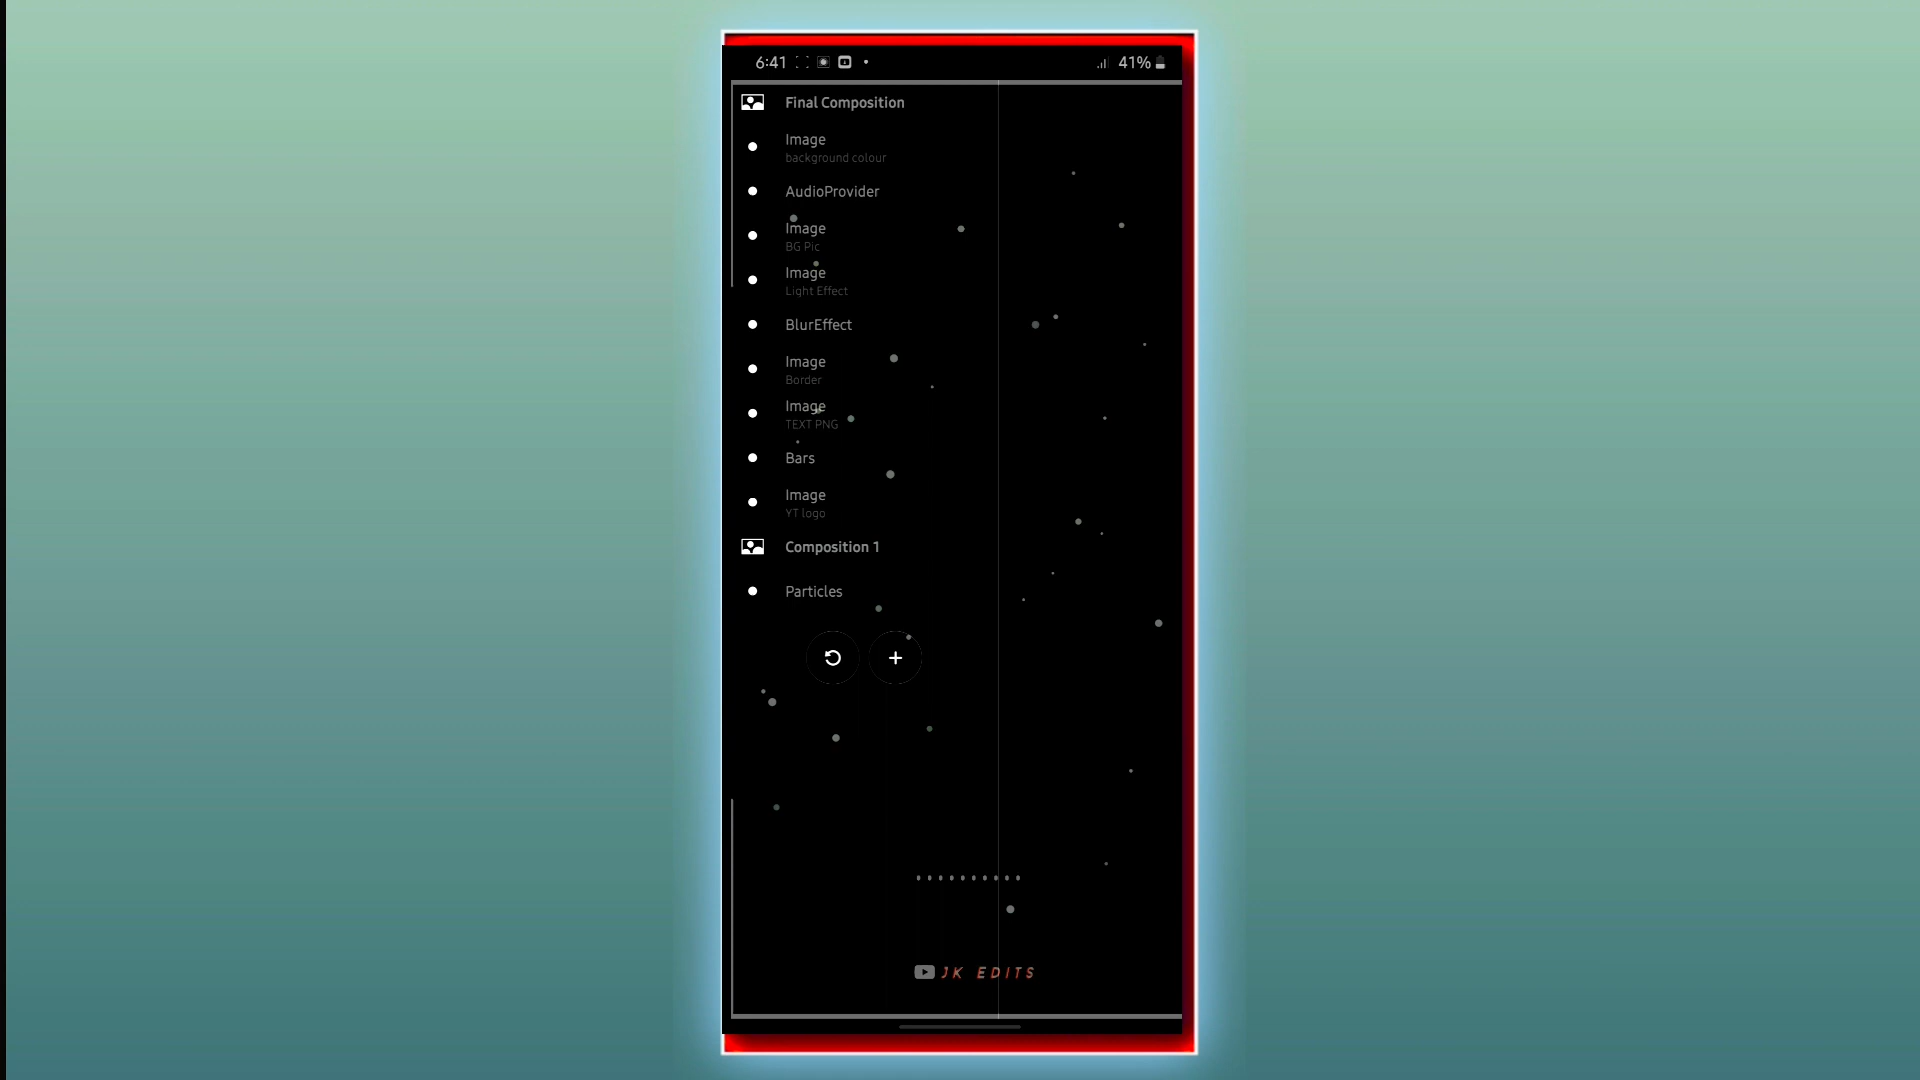 6:41 41%
Final Composition
Image
background colour
AudioProvider
Image
BG Pic
Image
Light Effect
BlurEffect
Image
Border
Image
TEXT PNG
Bars
Image
YT logo
Composition 1
Particles
JK EDITS